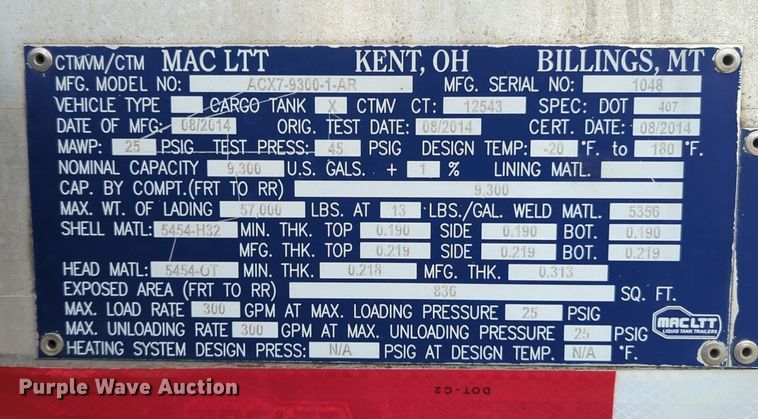 CTMVM/CTM MAC LTT KENT, OH BILLINGS, MT
MFG. MODEL NO: ACX7-9300-1-AR MFG. SERIAL NO: 1048
VEHICLE TYPE CARGO TANK X CTMV CT: 12543 SPEC: DOT 407
DATE OF MFG: 08/2014 ORIG. TEST DATE: 08/2014 CERT. DATE: 08/2014
MAWP: 25 PSIG TEST PRESS: 45 PSIG DESIGN TEMP: -20 °F. to 180 °F.
NOMINAL CAPACITY 9,300 U.S. GALS. + 1 % LINING MATL.
CAP. BY COMPT.(FRT TO RR) 9,300
MAX. WT. OF LADING 57,000 LBS. AT 13 LBS./GAL. WELD MATL. 5356
SHELL MATL: 5454-H32 MIN. THK. TOP 0.190 SIDE 0.190 BOT. 0.190
MFG. THK. TOP 0.219 SIDE 0.219 BOT. 0.219
HEAD MATL: 5454-OT MIN. THK. 0.218 MFG. THK. 0.313
EXPOSED AREA (FRT TO RR) 836 SQ. FT.
MAX. LOAD RATE 300 GPM AT MAX. LOADING PRESSURE 25 PSIG
MAX. UNLOADING RATE 300 GPM AT MAX. UNLOADING PRESSURE 25 PSIG
HEATING SYSTEM DESIGN PRESS: N/A PSIG AT DESIGN TEMP. N/A °F.
MAC LTT
LIQUID TANK TRAILERS
Purple Wave Auction
DOT-C2
MAC LTT